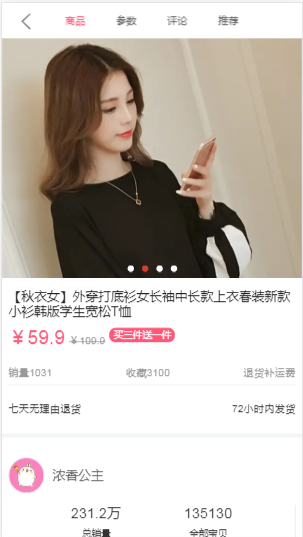 商品 参数 评论 推荐
【秋衣女】外穿打底衫女长袖中长款上衣春装新款
小衫韩版学生宽松T恤
¥59.9 ¥109.9 买三件送一件
销量1031 收藏3100 退货补运费
七天无理由退货 72小时内发货
浓香公主
231.2万 135130
总销量 全部宝贝